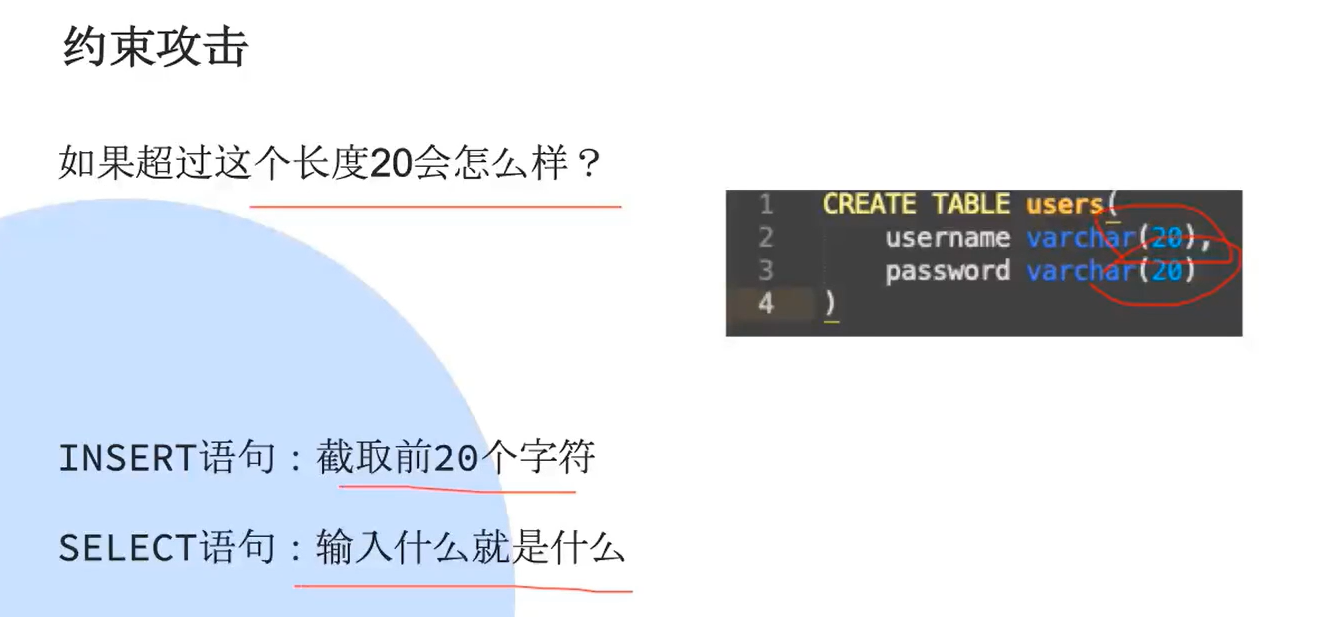 约束攻击
如果超过这个长度20会怎么样？
1 CREATE TABLE users(
2 username varchar(20),
3 password varchar(20)
4 )
INSERT语句：截取前20个字符
SELECT语句：输入什么就是什么